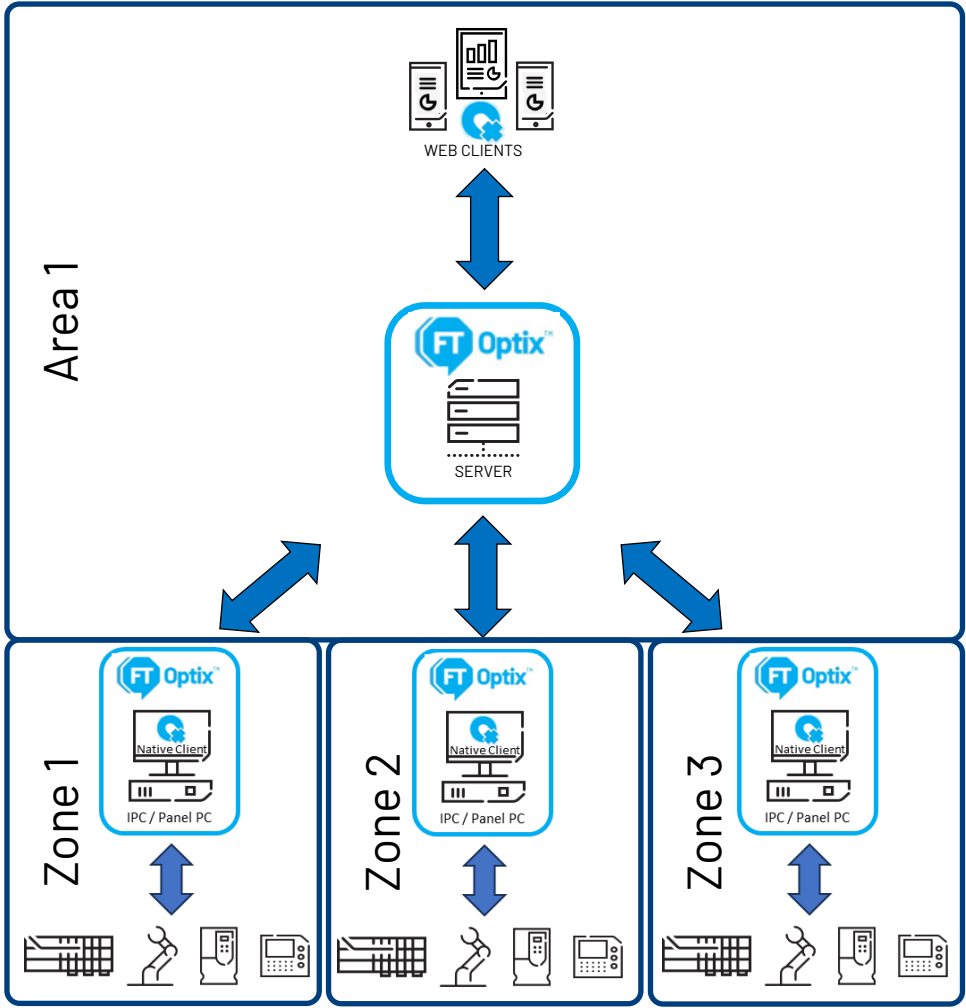 WEB CLIENTS
Area 1
FT Optix™
SERVER
Zone 1
FT Optix™
Native Client
IPC / Panel PC
Zone 2
FT Optix™
Native Client
IPC / Panel PC
Zone 3
FT Optix™
Native Client
IPC / Panel PC